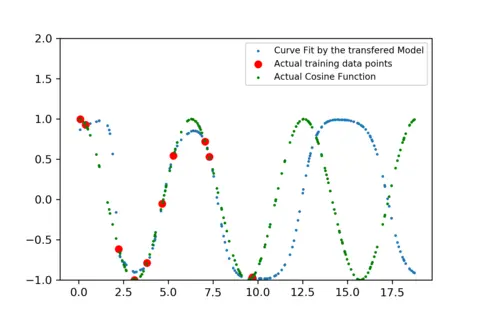 2.0
Curve Fit by the transfered Model
Actual training data points
Actual Cosine Function
1.5
1.0
0.5
0.0
−0.5
−1.0
0.0 2.5 5.0 7.5 10.0 12.5 15.0 17.5